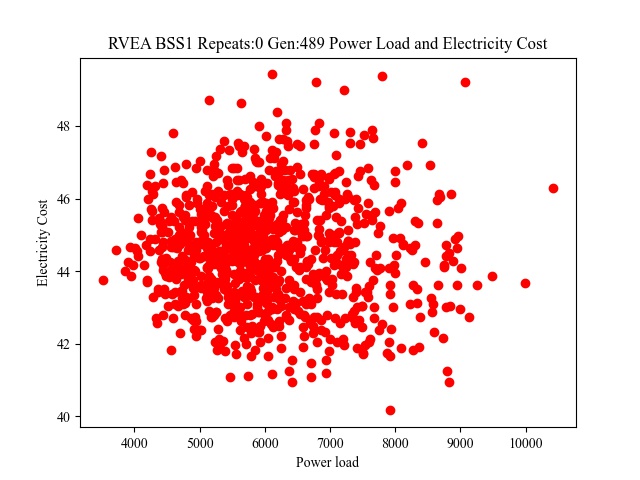 RVEA BSS1 Repeats:0 Gen:489 Power Load and Electricity Cost
48
46
44
42
40
Electricity Cost
4000 5000 6000 7000 8000 9000 10000
Power load